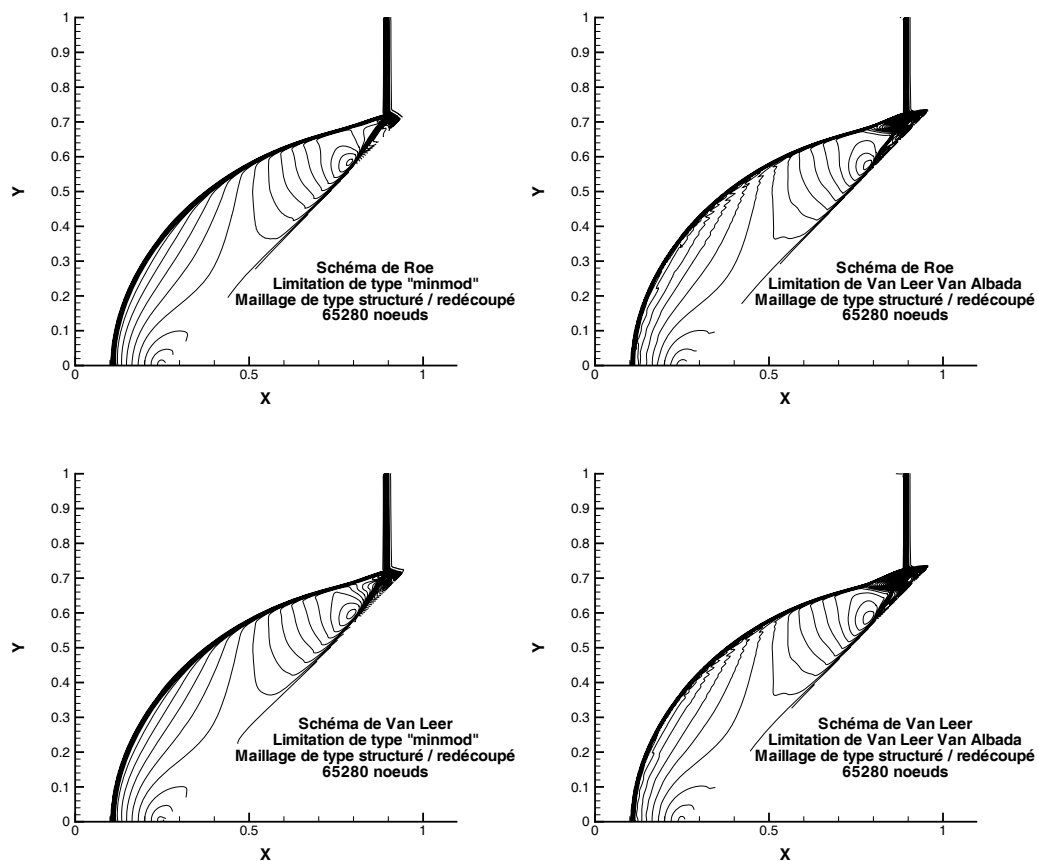 1
0.9
0.8
0.7
0.6
0.5
0.4
0.3
0.2
0.1
0
Y
0
0.5
1
X
Schéma de Roe
Limitation de type "minmod"
Maillage de type structuré / redécoupé
65280 noeuds
1
0.9
0.8
0.7
0.6
0.5
0.4
0.3
0.2
0.1
0
Y
0
0.5
1
X
Schéma de Roe
Limitation de Van Leer Van Albada
Maillage de type structuré / redécoupé
65280 noeuds
1
0.9
0.8
0.7
0.6
0.5
0.4
0.3
0.2
0.1
0
Y
0
0.5
1
X
Schéma de Van Leer
Limitation de type "minmod"
Maillage de type structuré / redécoupé
65280 noeuds
1
0.9
0.8
0.7
0.6
0.5
0.4
0.3
0.2
0.1
0
Y
0
0.5
1
X
Schéma de Van Leer
Limitation de Van Leer Van Albada
Maillage de type structuré / redécoupé
65280 noeuds